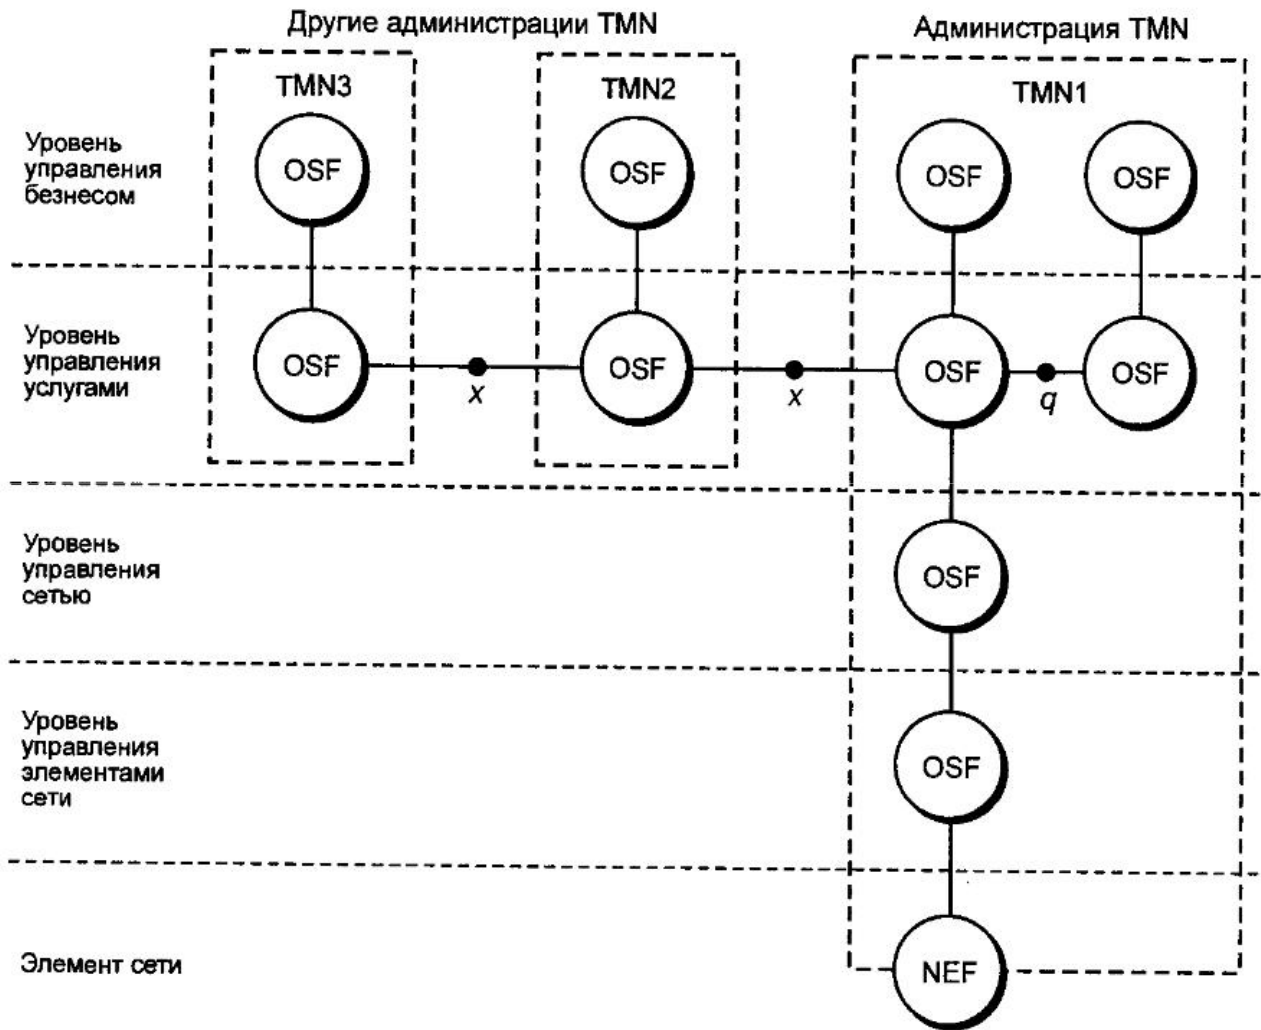 Другие администрации TMN
Администрация TMN
TMN3
TMN2
TMN1
Уровень
управления
безнесом
OSF
OSF
OSF
OSF
Уровень
управления
услугами
OSF
x
OSF
x
OSF
q
OSF
Уровень
управления
сетью
OSF
Уровень
управления
элементами
сети
OSF
Элемент сети
NEF